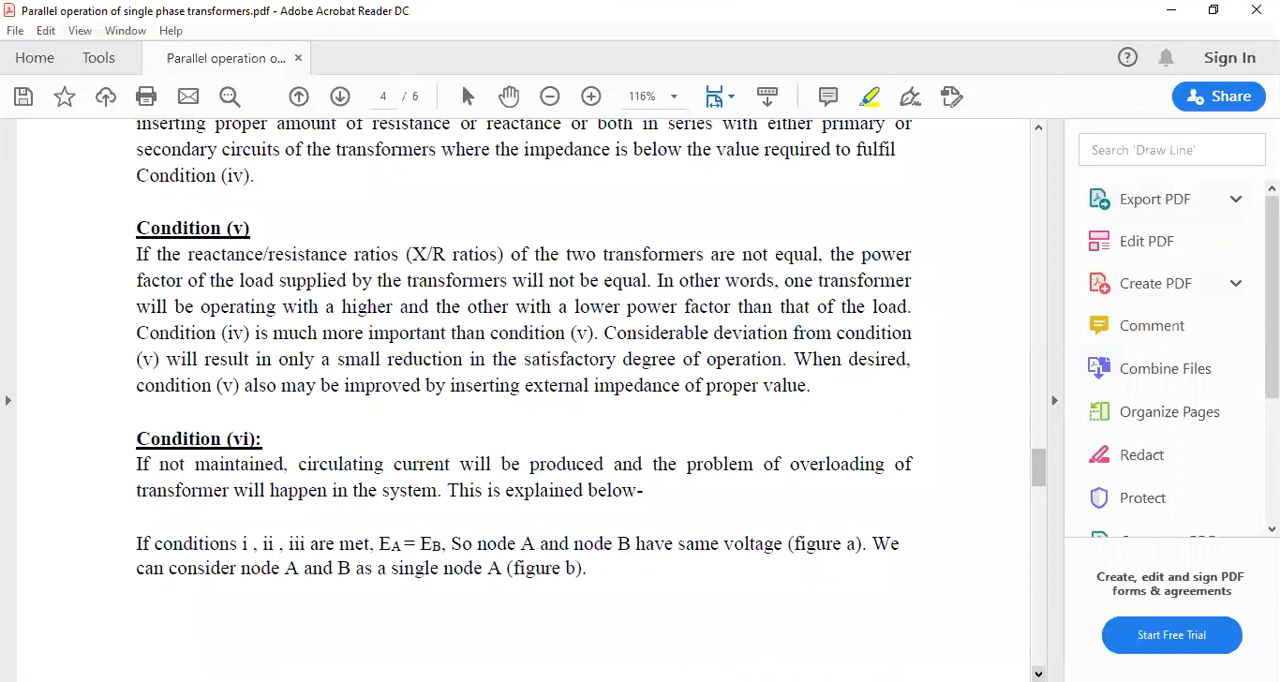 Parallel operation of single phase transformers.pdf - Adobe Acrobat Reader DC
File Edit View Window Help
Home Tools Parallel operation o... × Sign In
4 / 6 116% Share
inserting proper amount of resistance or reactance or both in series with either primary or
secondary circuits of the transformers where the impedance is below the value required to fulfil
Condition (iv).
Condition (v)
If the reactance/resistance ratios (X/R ratios) of the two transformers are not equal, the power
factor of the load supplied by the transformers will not be equal. In other words, one transformer
will be operating with a higher and the other with a lower power factor than that of the load.
Condition (iv) is much more important than condition (v). Considerable deviation from condition
(v) will result in only a small reduction in the satisfactory degree of operation. When desired,
condition (v) also may be improved by inserting external impedance of proper value.
Condition (vi):
If not maintained, circulating current will be produced and the problem of overloading of
transformer will happen in the system. This is explained below-
If conditions i , ii , iii are met, EA = EB, So node A and node B have same voltage (figure a). We
can consider node A and B as a single node A (figure b).
Search 'Draw Line'
Export PDF
Edit PDF
Create PDF
Comment
Combine Files
Organize Pages
Redact
Protect
Create, edit and sign PDF
forms & agreements
Start Free Trial